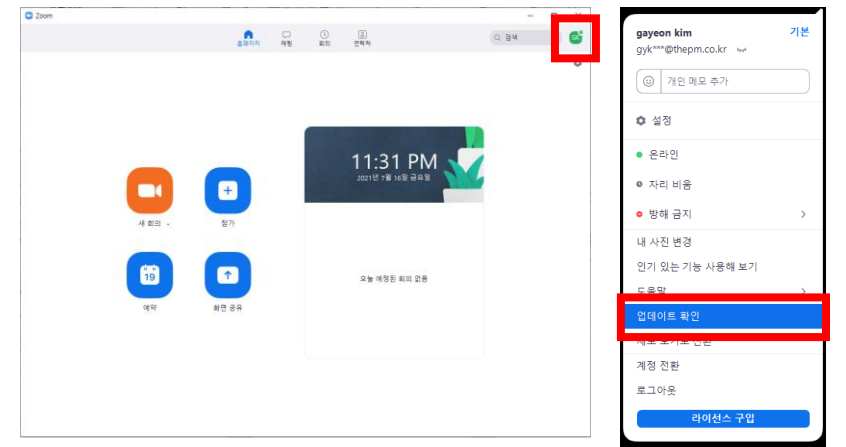 Zoom
홈페이지
채팅
회의
연락처
검색
GK
11:31 PM
2021년 7월 16일 금요일
새 회의
참가
19
예약
화면 공유
오늘 예정된 회의 없음
gayeon kim
기본
gyk***@thepm.co.kr
개인 메모 추가
설정
온라인
자리 비움
방해 금지
내 사진 변경
인기 있는 기능 사용해 보기
도움말
업데이트 확인
계정 전환
로그아웃
라이선스 구입